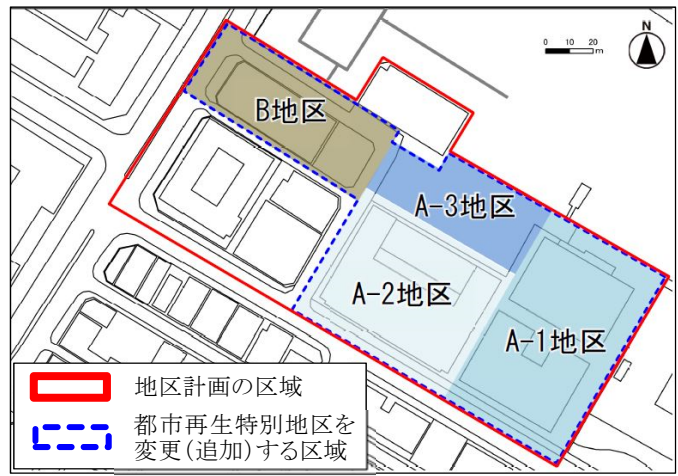 N
0 10 20
m
B地区
A-3地区
A-2地区
A-1地区
地区計画の区域
都市再生特別地区を
変更(追加)する区域